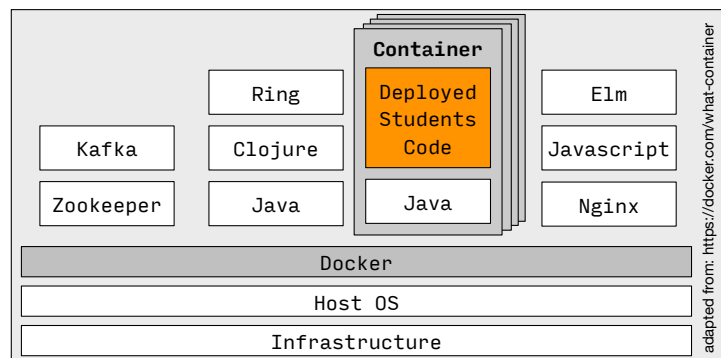 Container
Ring
Deployed
Students
Code
Elm
Kafka
Clojure
Javascript
Zookeeper
Java
Java
Nginx
Docker
Host OS
Infrastructure
adapted from: https://docker.com/what-container